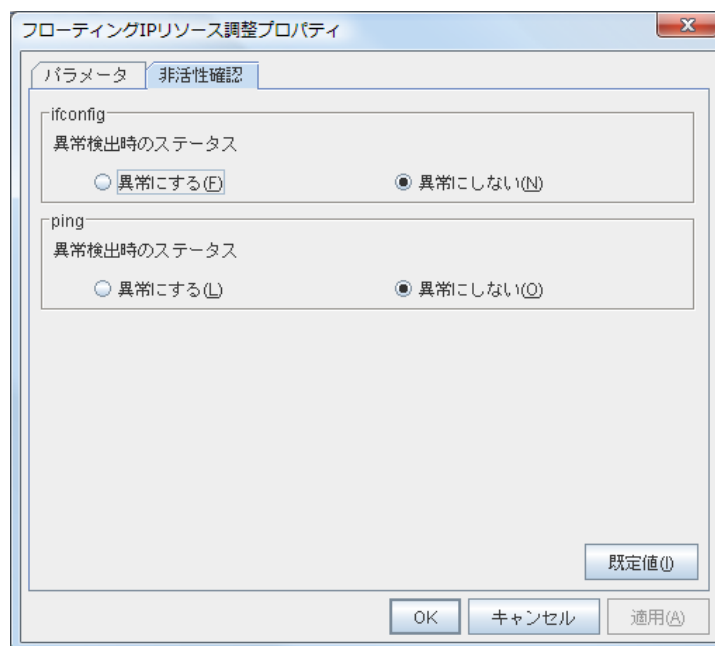 フローティングIPリソース調整プロパティ
パラメータ 非活性確認
ifconfig
異常検出時のステータス
異常にする(F) 異常にしない(N)
ping
異常検出時のステータス
異常にする(L) 異常にしない(O)
既定値(I)
OK キャンセル 適用(A)